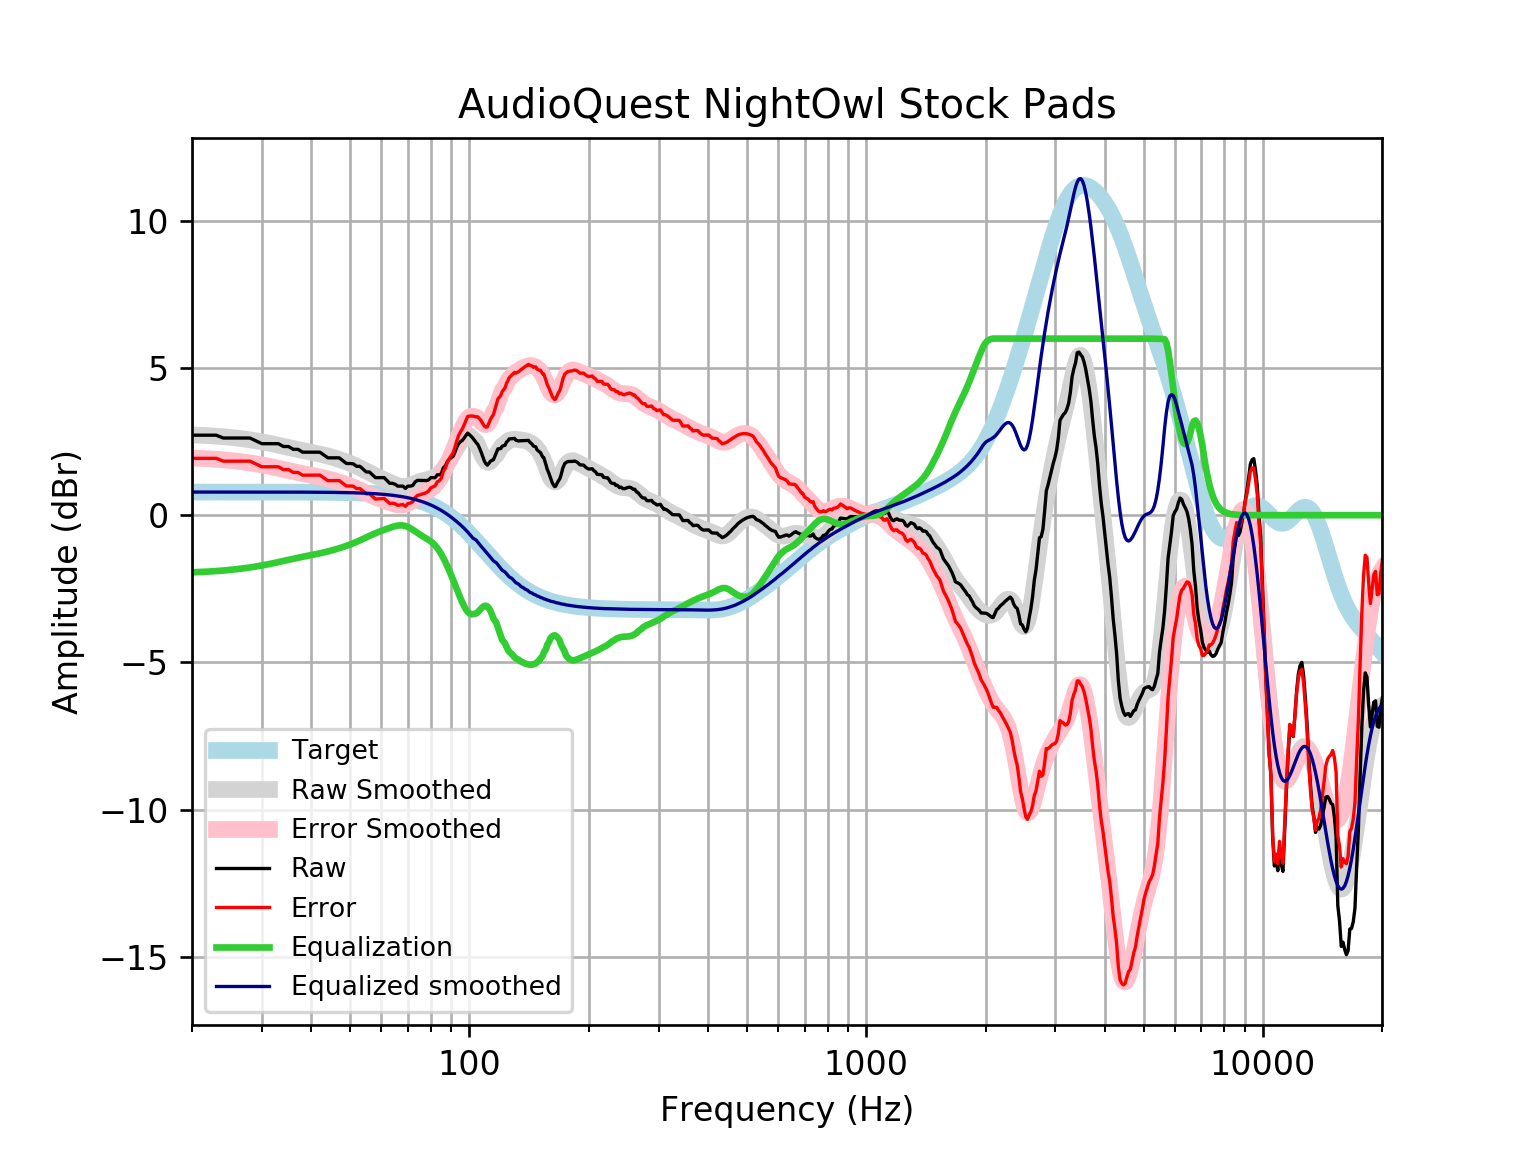 AudioQuest NightOwl Stock Pads
Amplitude (dBr)
10
5
0
−5
−10
−15
Target
Raw Smoothed
Error Smoothed
Raw
Error
Equalization
Equalized smoothed
100 1000 10000
Frequency (Hz)